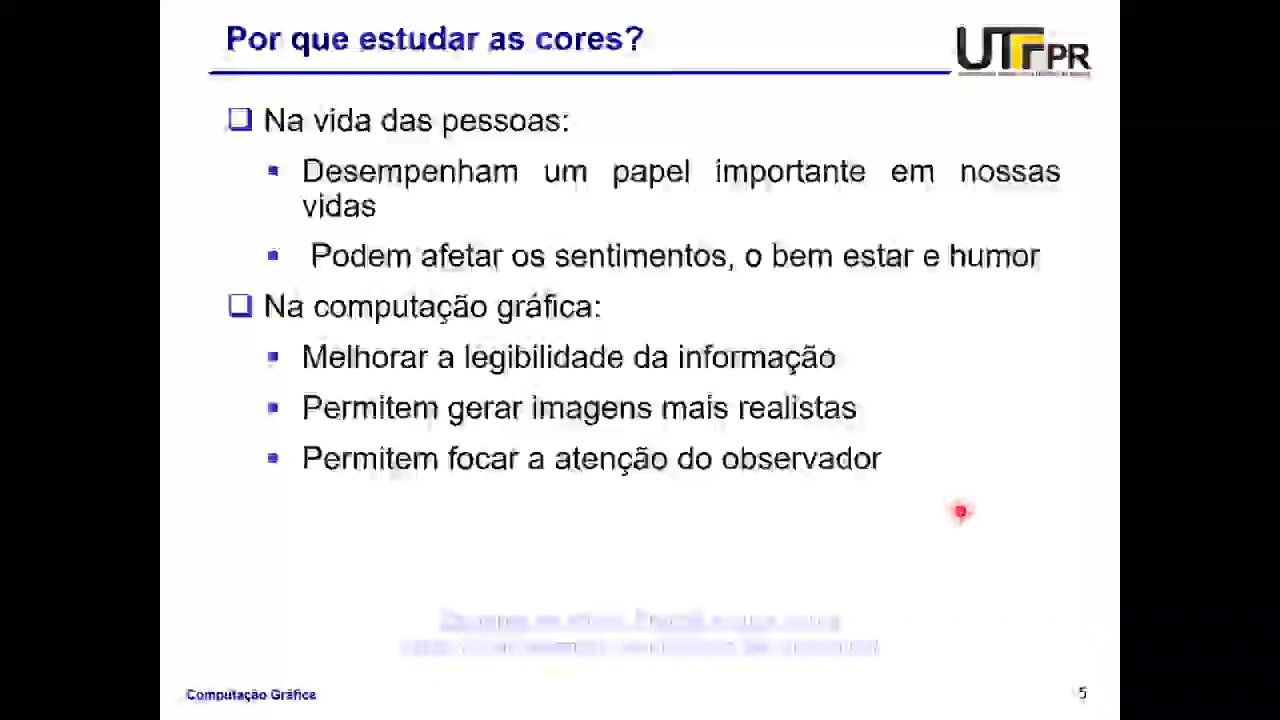 Por que estudar as cores?
UTFPR
Na vida das pessoas:
Desempenham um papel importante em nossas
vidas
Podem afetar os sentimentos, o bem estar e humor
Na computação gráfica:
Melhorar a legibilidade da informação
Permitem gerar imagens mais realistas
Permitem focar a atenção do observador
Computação Gráfica
5